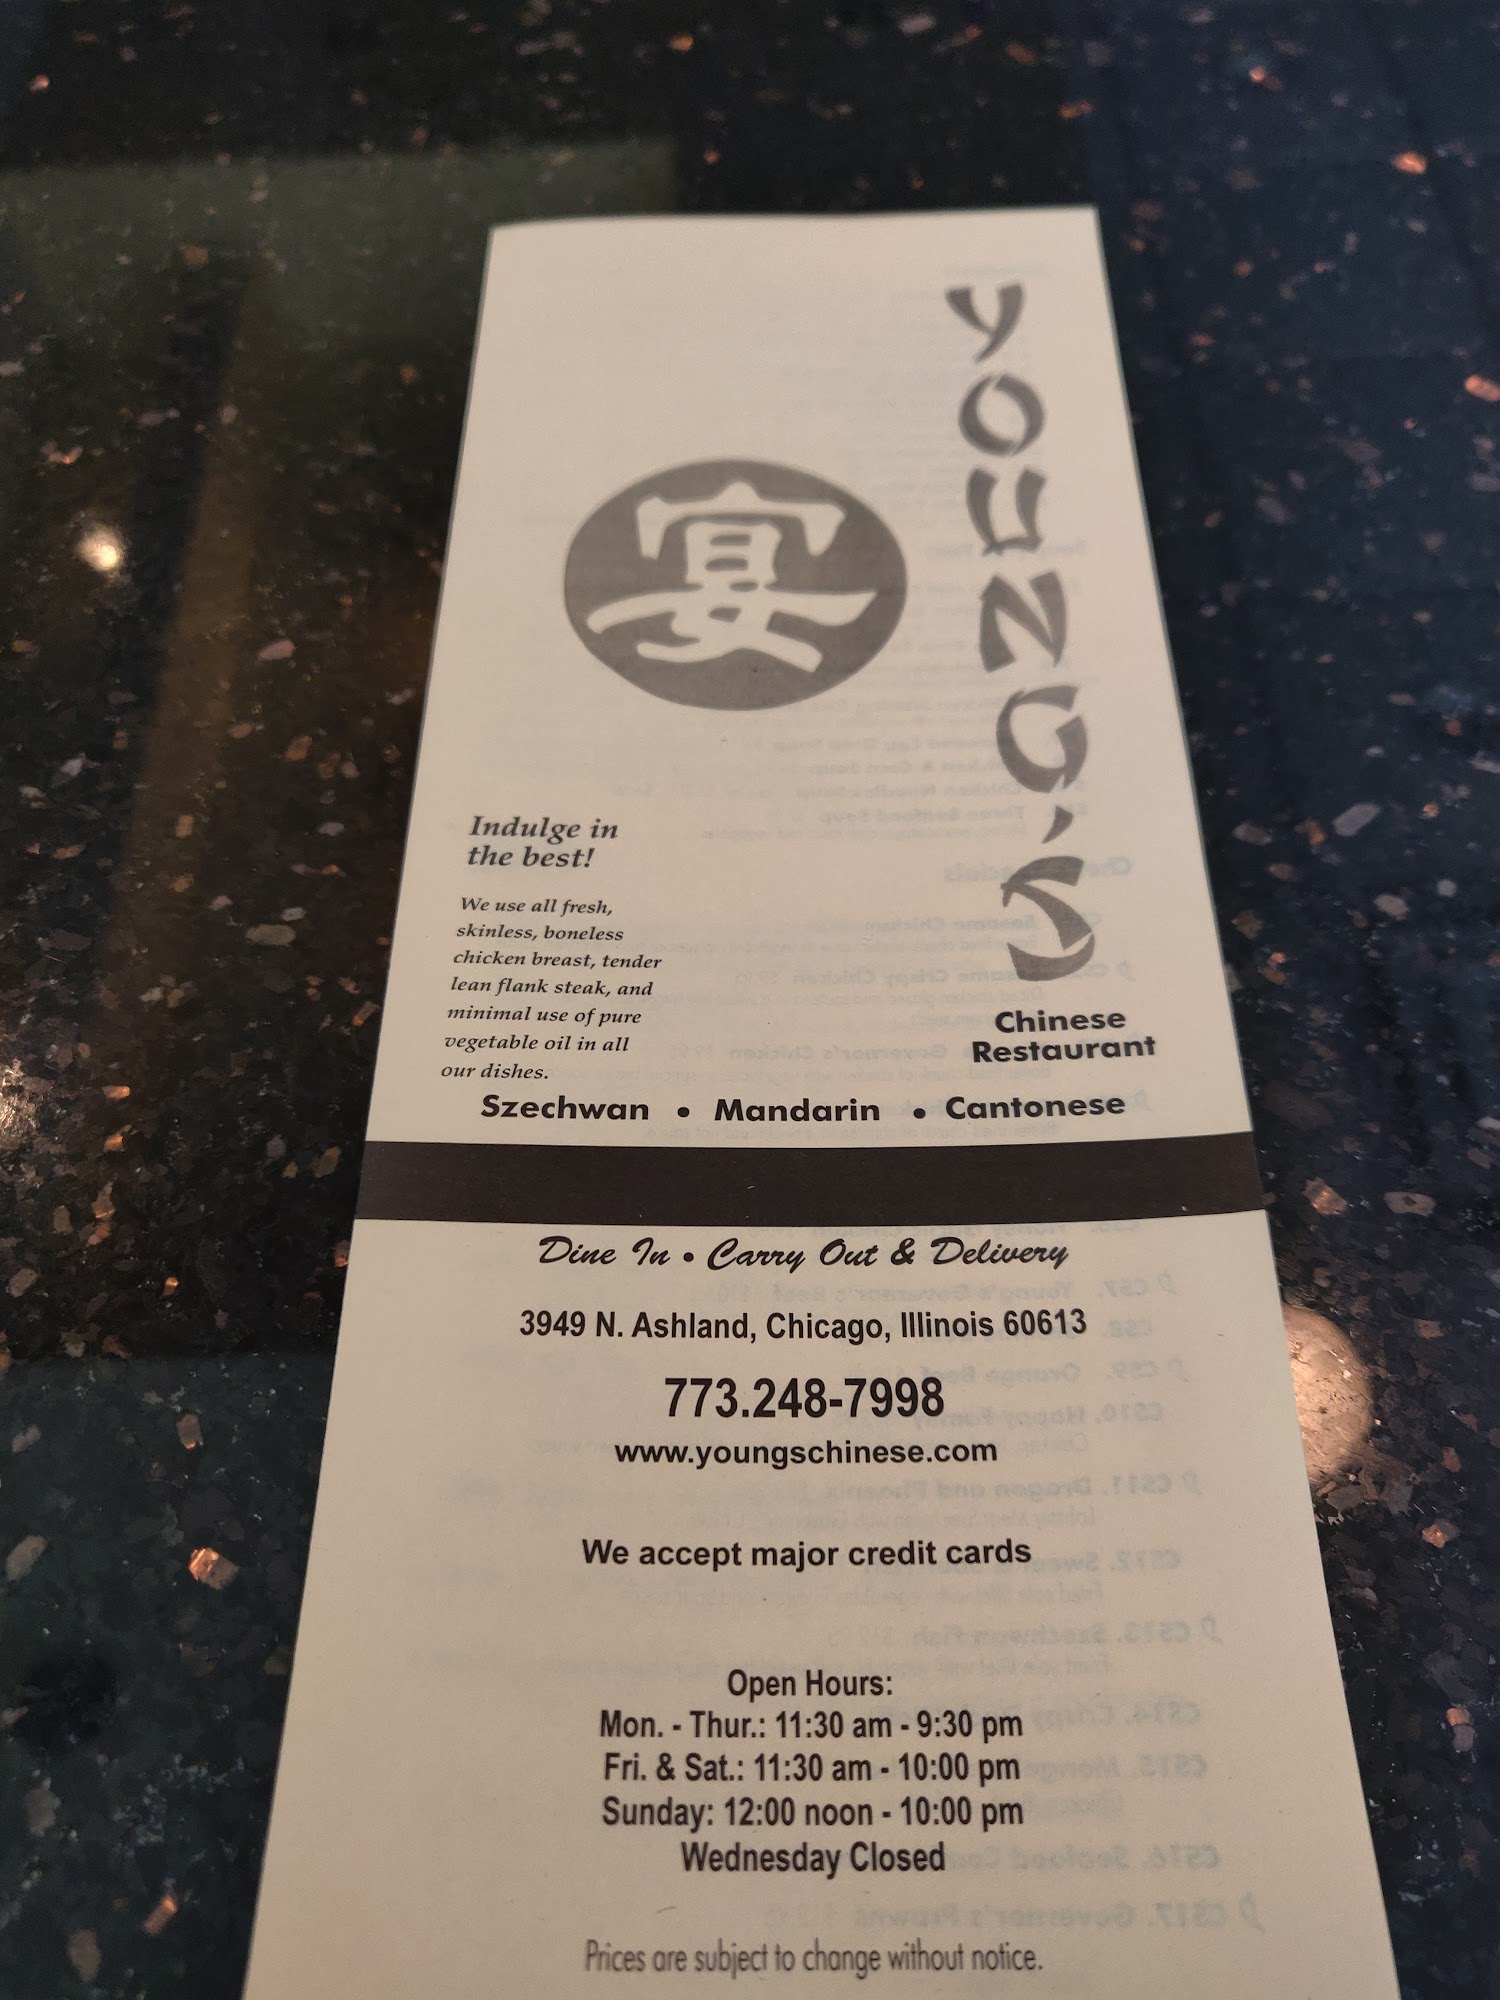 YOUNG'S
宴
Indulge in
the best!
We use all fresh,
skinless, boneless
chicken breast, tender
lean flank steak, and
minimal use of pure
vegetable oil in all
our dishes.
Chinese
Restaurant
Szechwan • Mandarin • Cantonese
Dine In • Carry Out & Delivery
3949 N. Ashland, Chicago, Illinois 60613
773.248-7998
www.youngschinese.com
We accept major credit cards
Open Hours:
Mon. - Thur.: 11:30 am - 9:30 pm
Fri. & Sat.: 11:30 am - 10:00 pm
Sunday: 12:00 noon - 10:00 pm
Wednesday Closed
Prices are subject to change without notice.